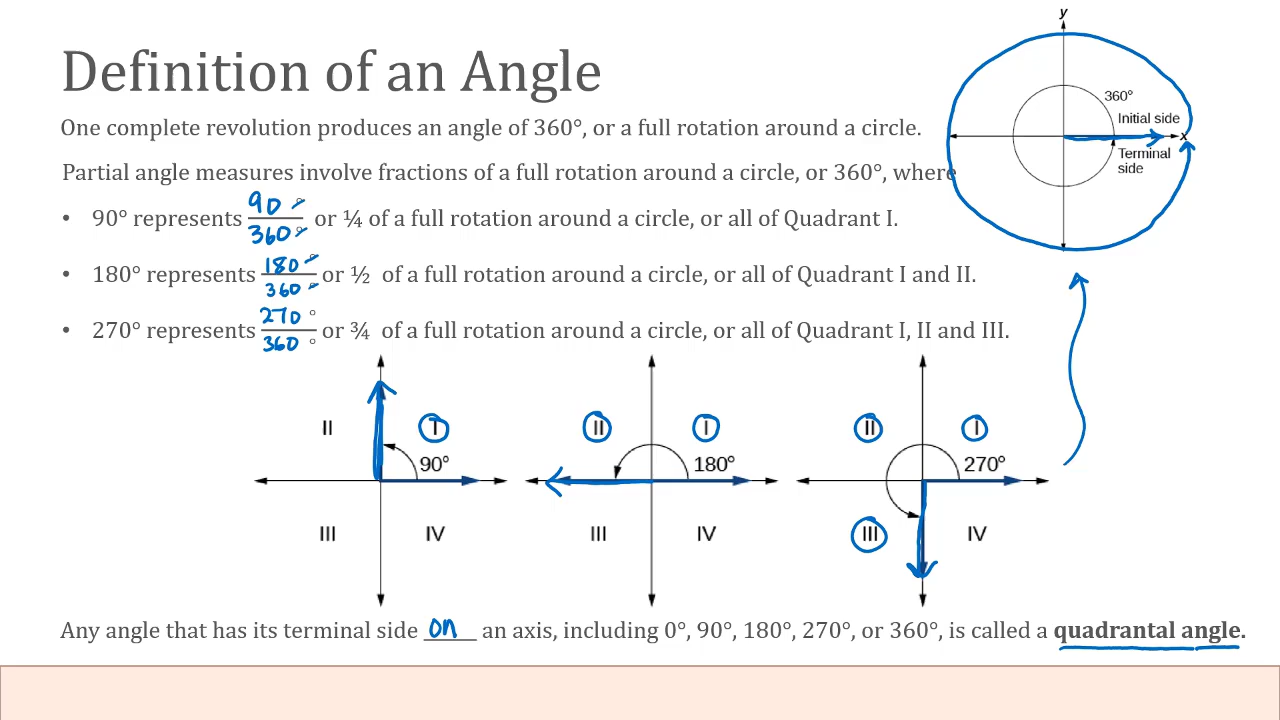 Definition of an Angle
One complete revolution produces an angle of 360°, or a full rotation around a circle.
Partial angle measures involve fractions of a full rotation around a circle, or 360°, where
• 90° represents 90°/360° or ¼ of a full rotation around a circle, or all of Quadrant I.
• 180° represents 180°/360° or ½ of a full rotation around a circle, or all of Quadrant I and II.
• 270° represents 270°/360° or ¾ of a full rotation around a circle, or all of Quadrant I, II and III.
y
360°
Initial side
x
Terminal
side
II I
90°
III IV
II I
180°
III IV
II I
270°
III IV
Any angle that has its terminal side on an axis, including 0°, 90°, 180°, 270°, or 360°, is called a quadrantal angle.